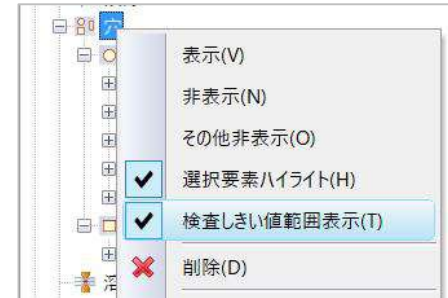 穴
表示(V)
非表示(N)
その他非表示(O)
選択要素ハイライト(H)
検査しきい値範囲表示(T)
削除(D)